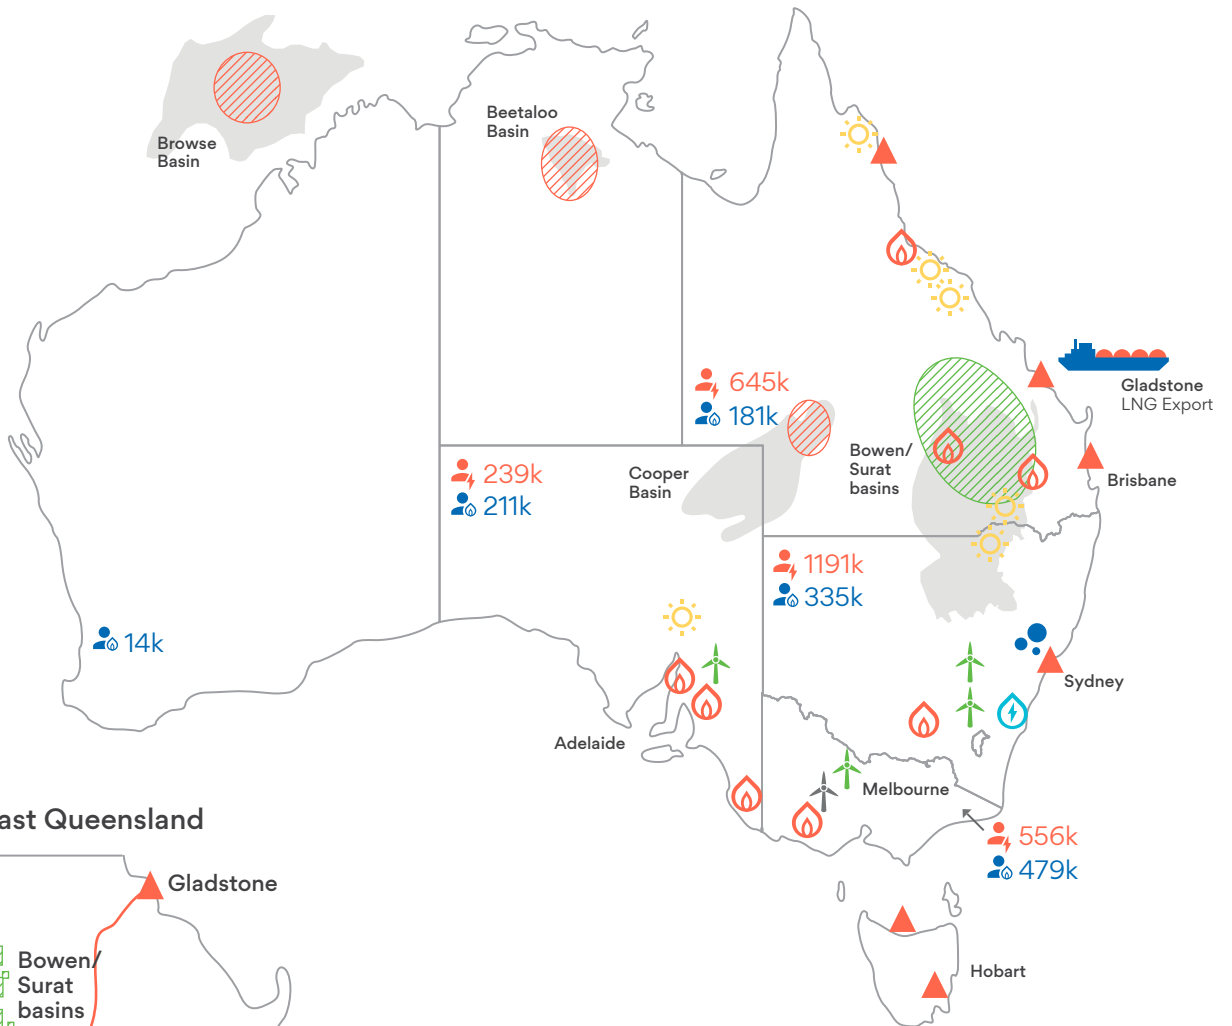 Browse
Basin
Beetaloo
Basin
645k
181k
Gladstone
LNG Export
Bowen/
Surat
basins
Brisbane
Cooper
Basin
239k
211k
1191k
335k
14k
Sydney
Adelaide
Melbourne
556k
479k
Hobart
ast Queensland
Gladstone
Bowen/
Surat
basins